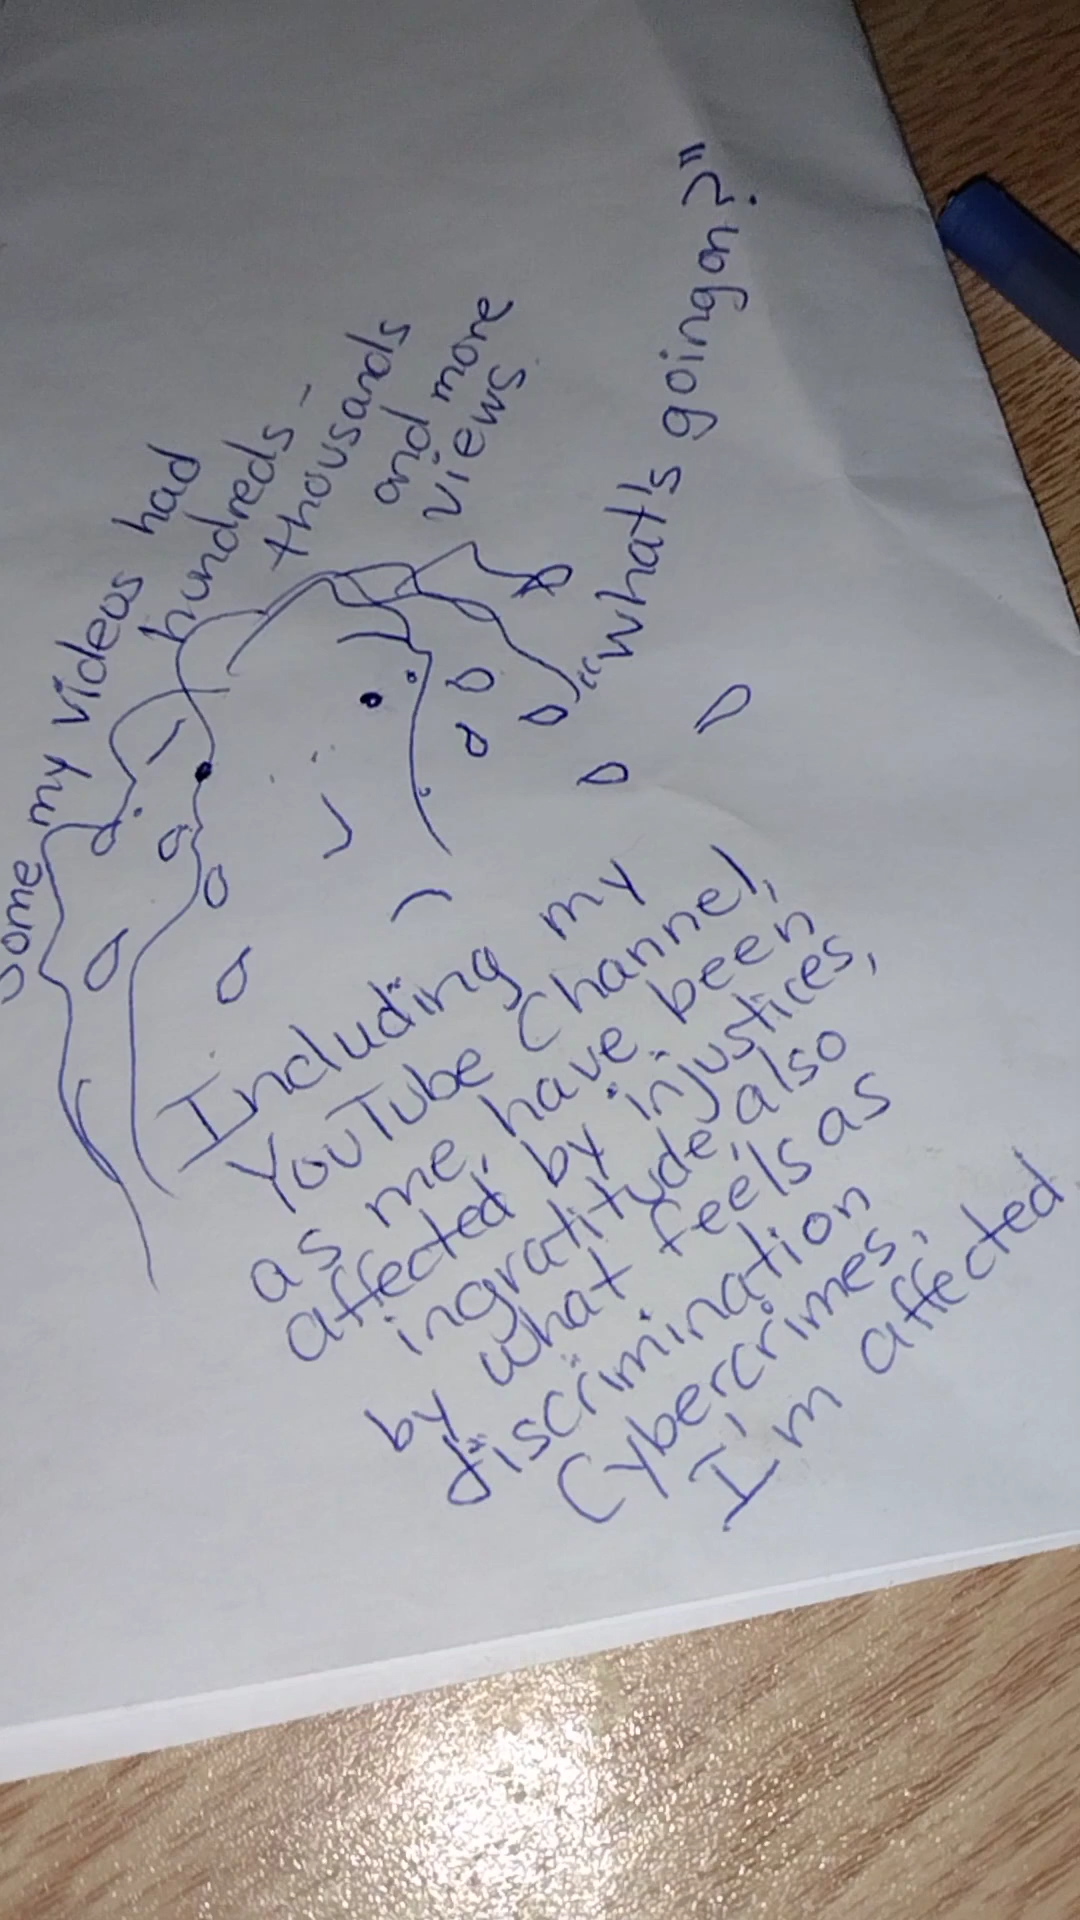 Some my videos had
hundreds -
thousands
and more
views.
"what's going on?"
Including my
YouTube Channel,
as me, have been
affected by injustices,
ingratitude, also
by what feels as
discrimination
Cybercrimes,
I'm affected